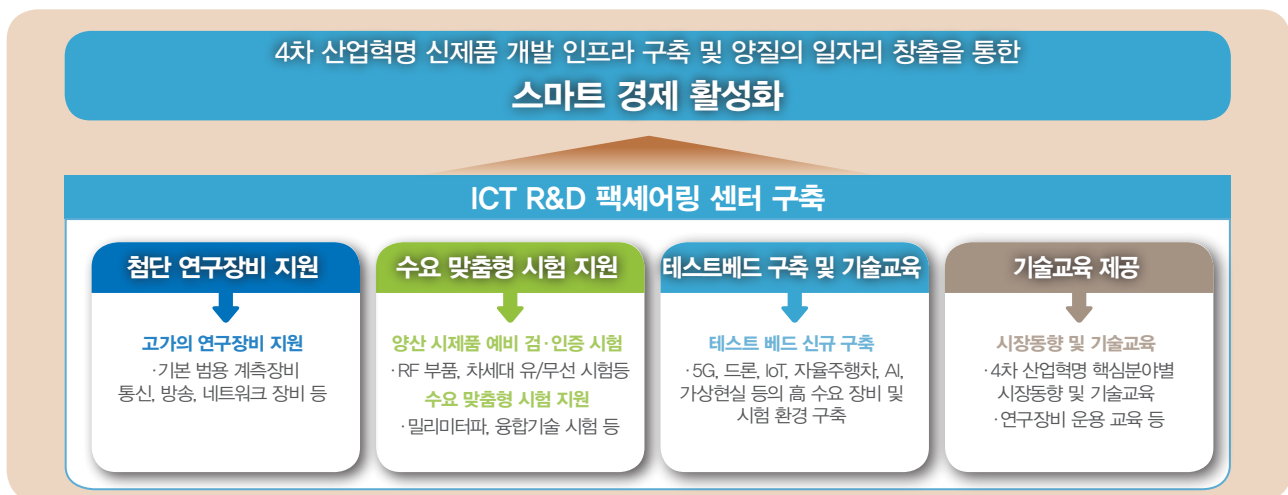 4차 산업혁명 신제품 개발 인프라 구축 및 양질의 일자리 창출을 통한
스마트 경제 활성화
ICT R&D 팩셰어링 센터 구축
첨단 연구장비 지원
고가의 연구장비 지원
·기본 범용 계측장비
통신, 방송, 네트워크 장비 등
수요 맞춤형 시험 지원
양산 시제품 예비 검·인증 시험
·RF 부품, 차세대 유/무선 시험등
수요 맞춤형 시험 지원
·밀리미터파, 융합기술 시험 등
테스트베드 구축 및 기술교육
테스트 베드 신규 구축
·5G, 드론, IoT, 자율주행차, AI,
가상현실 등의 高 수요 장비 및
시험 환경 구축
기술교육 제공
시장동향 및 기술교육
·4차 산업혁명 핵심분야별
시장동향 및 기술교육
·연구장비 운용 교육 등